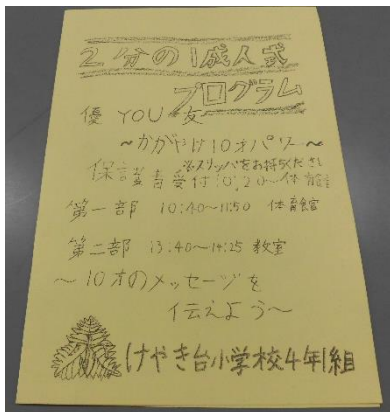 2分の1成人式
プログラム
優 YOU 友
～かがやけ10才パワー～
※スリッパをお持ちください
保護者受付10:20～体育館
第一部 10:40～11:50 体育館
第二部 13:40～14:25 教室
～10才のメッセージを
伝えよう～
けやき台小学校4年1組